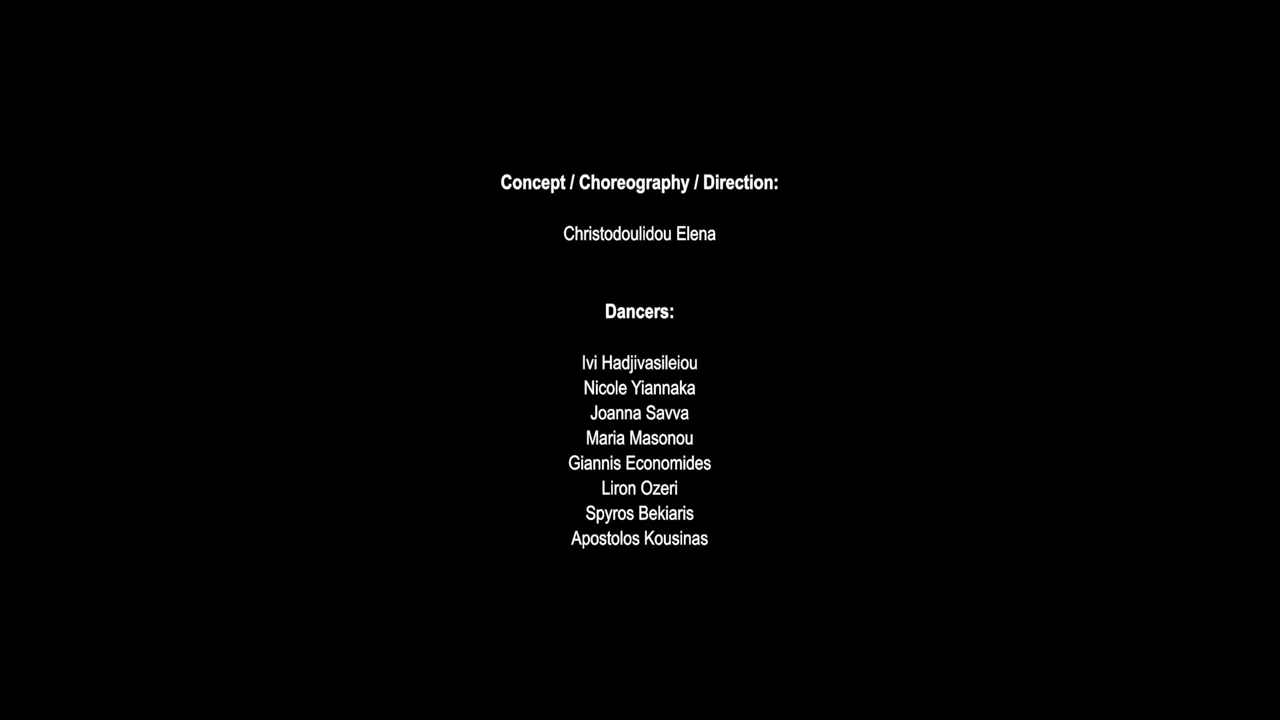 Concept / Choreography / Direction:
Christodoulidou Elena
Dancers:
Ivi Hadjivasileiou
Nicole Yiannaka
Joanna Savva
Maria Masonou
Giannis Economides
Liron Ozeri
Spyros Bekiaris
Apostolos Kousinas